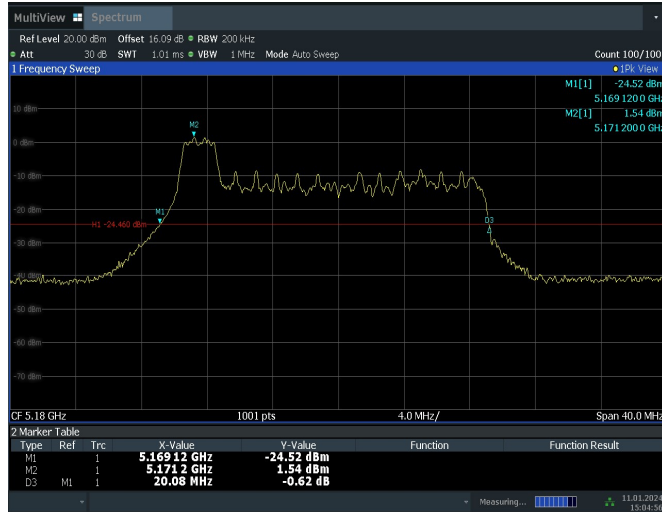 MultiView Spectrum
Ref Level 20.00 dBm Offset 16.09 dB RBW 200 kHz
Att 30 dB SWT 1.01 ms VBW 1 MHz Mode Auto Sweep Count 100/100
1 Frequency Sweep 1Pk View
M1[1] -24.52 dBm
5.169 120 0 GHz
M2[1] 1.54 dBm
5.171 200 0 GHz
10 dBm
M2
0 dBm
-10 dBm
-20 dBm
M1
D3
H1 -24.460 dBm
-30 dBm
-40 dBm
-50 dBm
-60 dBm
-70 dBm
CF 5.18 GHz 1001 pts 4.0 MHz/ Span 40.0 MHz
2 Marker Table
Type Ref Trc X-Value Y-Value Function Function Result
M1 1 5.169 12 GHz -24.52 dBm
M2 1 5.171 2 GHz 1.54 dBm
D3 M1 1 20.08 MHz -0.62 dB
Measuring... 11.01.2024
15:04:56